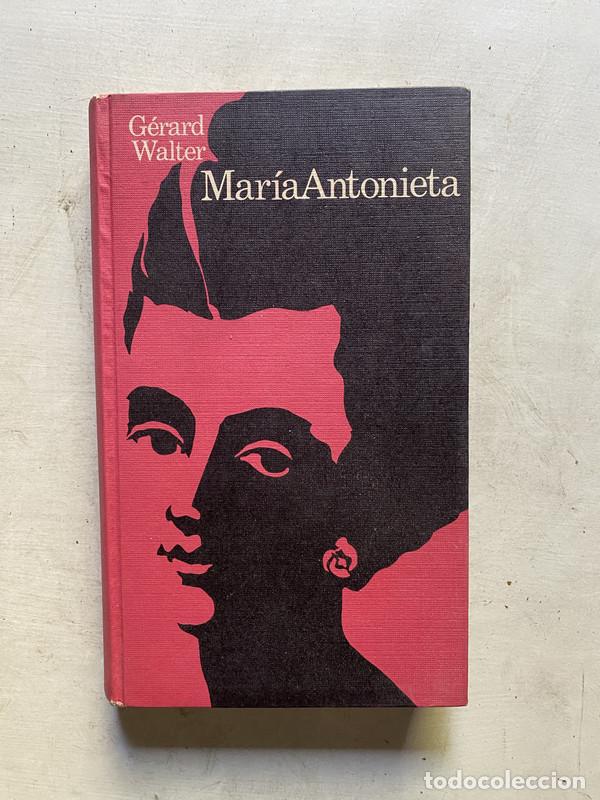 Gérard
Walter
MaríaAntonieta
todocoleccion